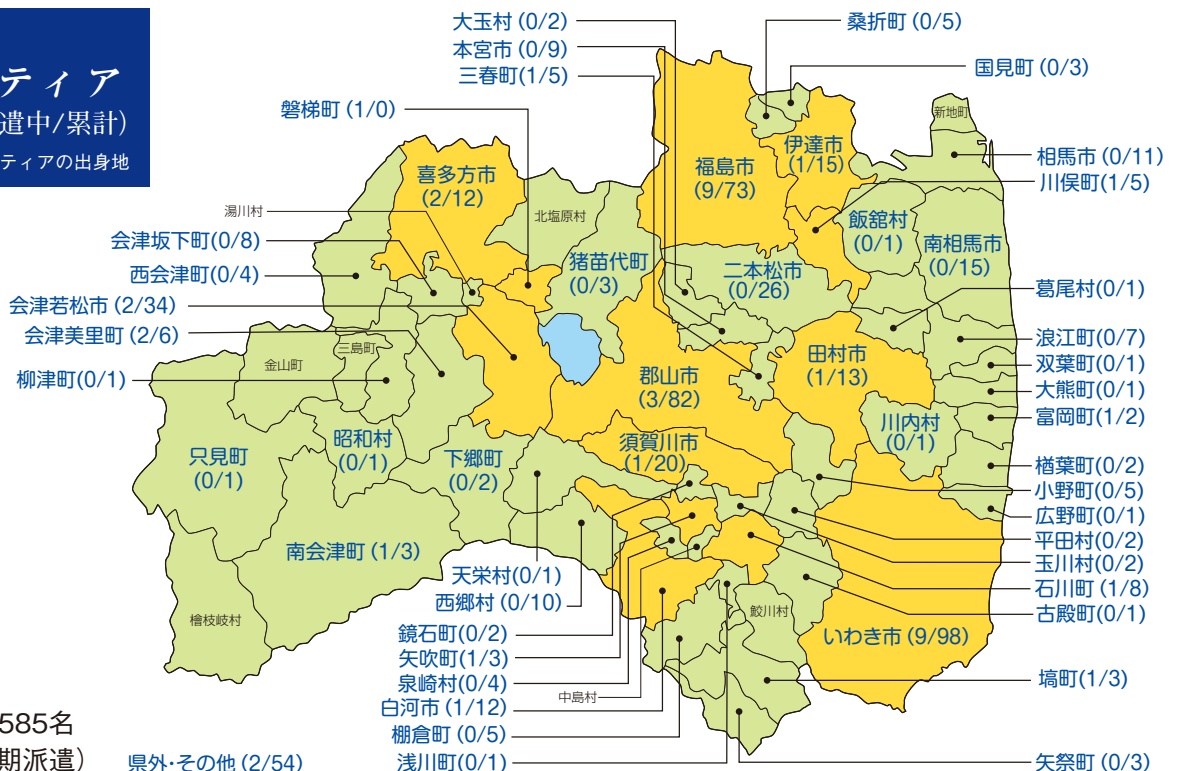 ティア
遣中/累計)
ティアの出身地
大玉村 (0/2)
本宮市 (0/9)
三春町(1/5)
桑折町 (0/5)
国見町 (0/3)
磐梯町 (1/0)
新地町
喜多方市
(2/12)
福島市
(9/73)
伊達市
(1/15)
相馬市 (0/11)
川俣町(1/5)
湯川村
北塩原村
飯舘村
(0/1)
南相馬市
(0/15)
会津坂下町(0/8)
西会津町(0/4)
猪苗代町
(0/3)
二本松市
(0/26)
葛尾村(0/1)
会津若松市 (2/34)
会津美里町 (2/6)
浪江町(0/7)
双葉町(0/1)
三島町
金山町
柳津町(0/1)
郡山市
(3/82)
田村市
(1/13)
大熊町(0/1)
富岡町(1/2)
川内村
(0/1)
只見町
(0/1)
昭和村
(0/1)
下郷町
(0/2)
須賀川市
(1/20)
楢葉町(0/2)
小野町(0/5)
広野町(0/1)
平田村(0/2)
玉川村(0/2)
石川町 (1/8)
古殿町(0/1)
南会津町 (1/3)
天栄村(0/1)
西郷村 (0/10)
檜枝岐村
鮫川村
いわき市 (9/98)
鏡石町(0/2)
矢吹町(1/3)
泉崎村(0/4)
中島村
白河市 (1/12)
棚倉町 (0/5)
浅川町(0/1)
塙町(1/3)
矢祭町 (0/3)
585名
期派遣)
県外・その他 (2/54)